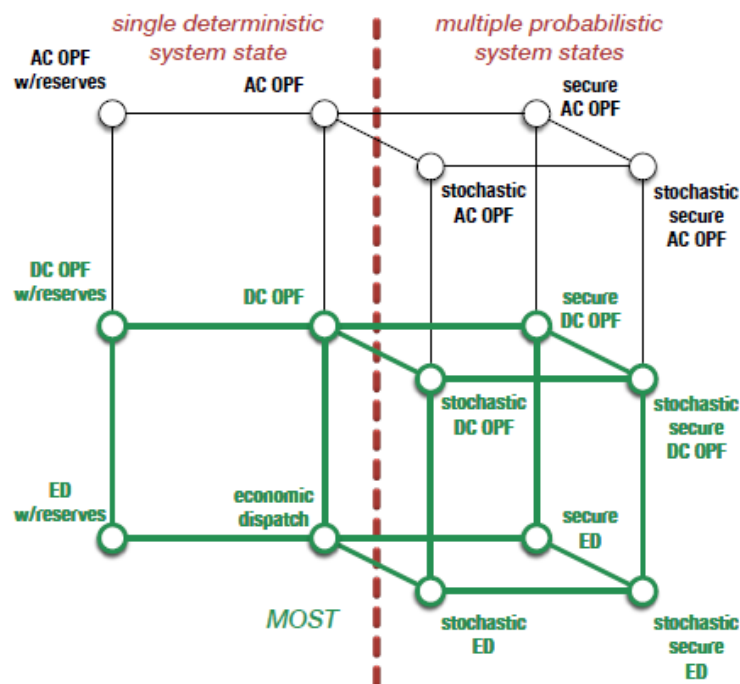 single deterministic
system state
multiple probabilistic
system states
AC OPF
w/reserves
AC OPF
secure
AC OPF
stochastic
AC OPF
stochastic
secure
AC OPF
DC OPF
w/reserves
DC OPF
secure
DC OPF
stochastic
DC OPF
stochastic
secure
DC OPF
ED
w/reserves
economic
dispatch
secure
ED
MOST
stochastic
ED
stochastic
secure
ED